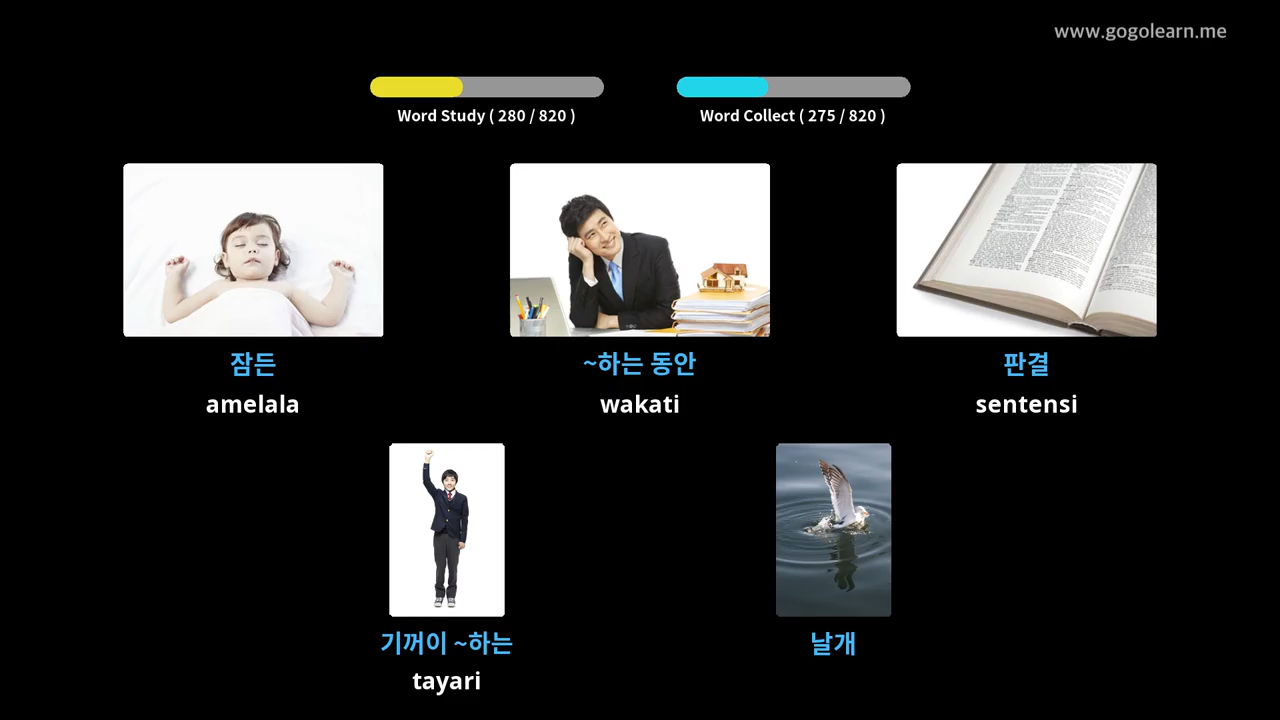 www.gogolearn.me
Word Study ( 280 / 820 )
Word Collect ( 275 / 820 )
잠든
amelala
~하는 동안
wakati
판결
sentensi
기꺼이 ~하는
tayari
날개